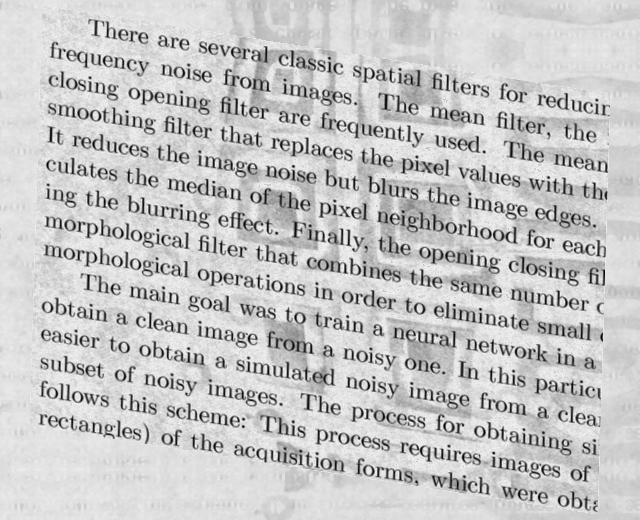 There are several classic spatial filters for reducin
frequency noise from images. The mean filter, the
closing opening filter are frequently used. The mean
smoothing filter that replaces the pixel values with the
It reduces the image noise but blurs the image edges.
culates the median of the pixel neighborhood for each
ing the blurring effect. Finally, the opening closing fil
morphological filter that combines the same number o
morphological operations in order to eliminate small
The main goal was to train a neural network in a
obtain a clean image from a noisy one. In this particu
easier to obtain a simulated noisy image from a clea
subset of noisy images. The process for obtaining si
follows this scheme: This process requires images of
rectangles) of the acquisition forms, which were obta